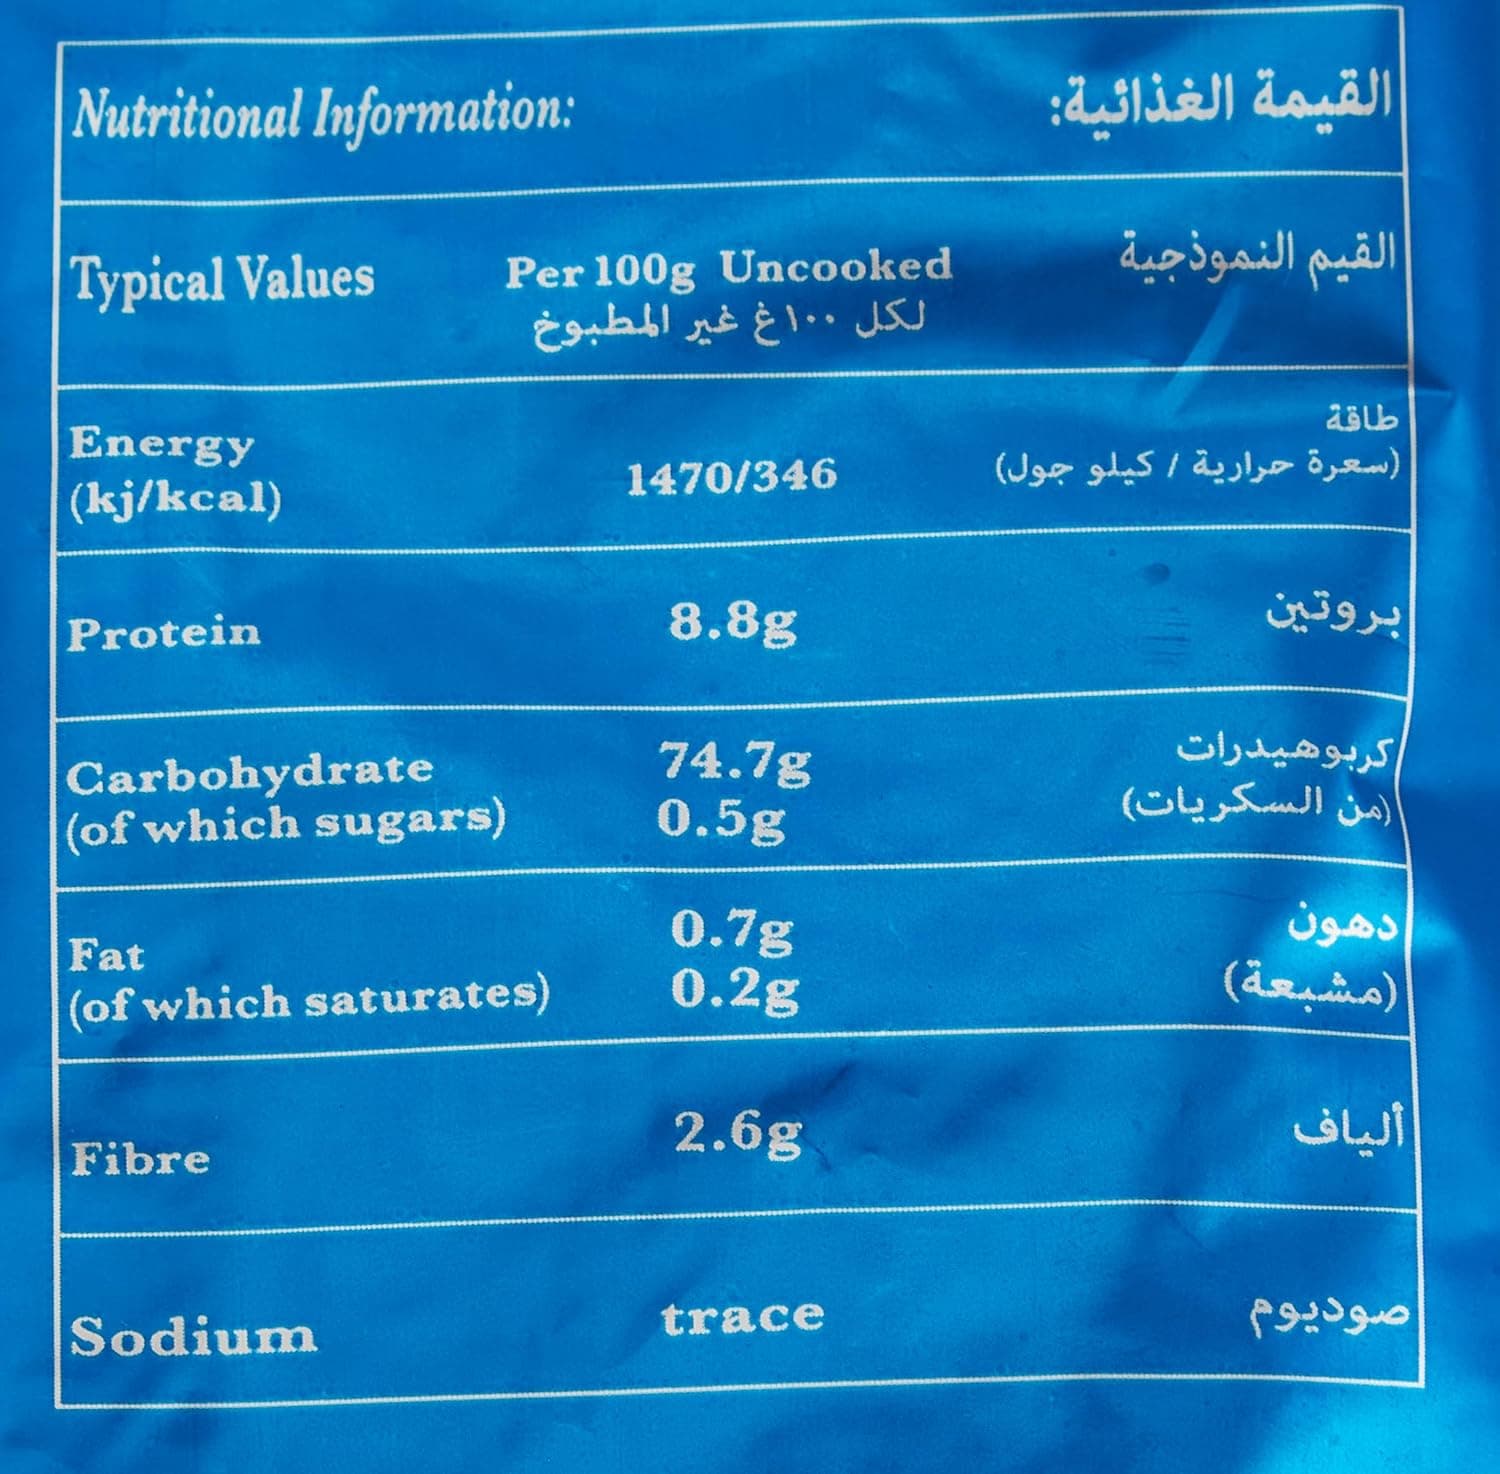 Nutritional Information: القيمة الغذائية:
Typical Values Per 100g Uncooked القيم النموذجية
لكل ١٠٠غ غير المطبوخ
Energy طاقة
(kj/kcal) 1470/346 (سعرة حرارية / كيلو جول)
Protein 8.8g بروتين
Carbohydrate 74.7g كربوهيدرات
(of which sugars) 0.5g (من السكريات)
Fat 0.7g دهون
(of which saturates) 0.2g (مشبعة)
Fibre 2.6g ألياف
Sodium trace صوديوم